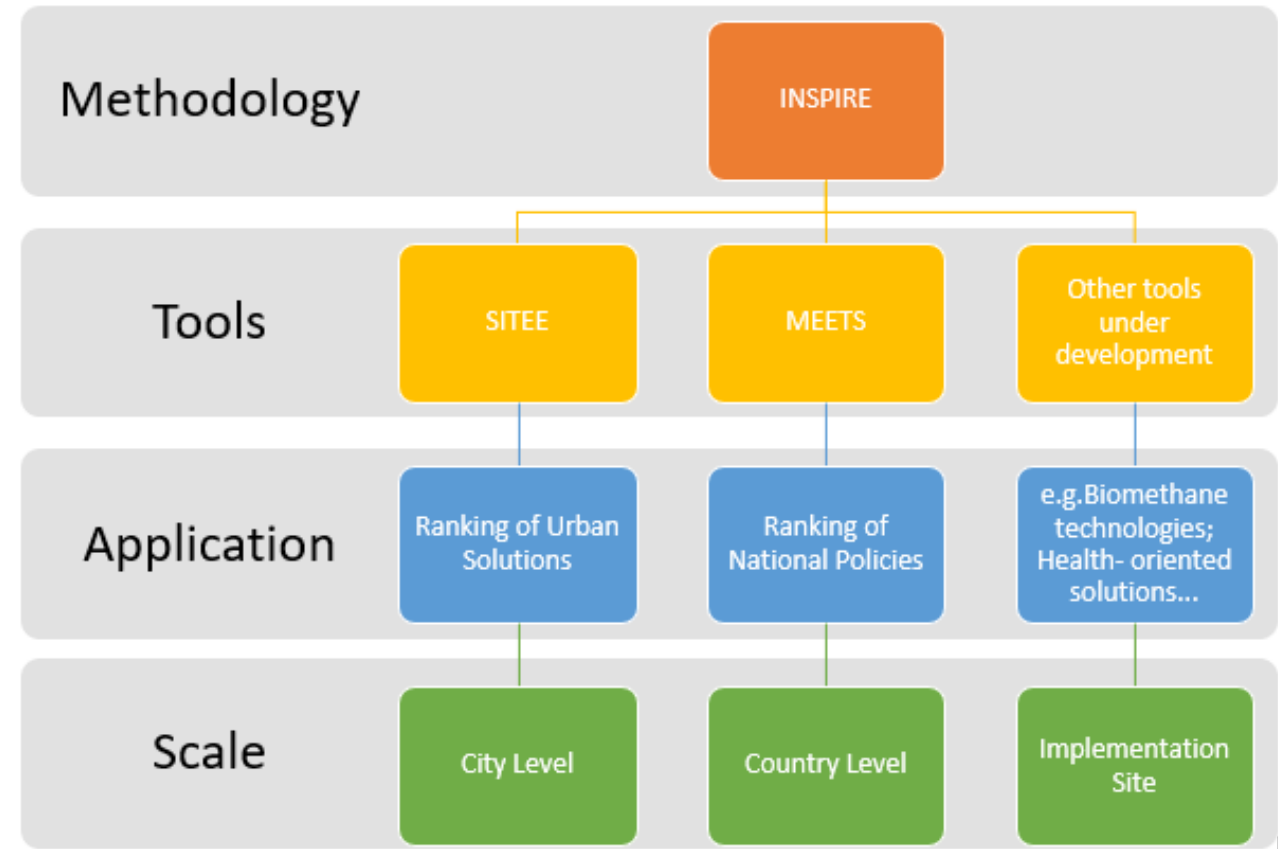 Methodology
INSPIRE
Tools
SITEE
MEETS
Other tools
under
development
Application
Ranking of Urban
Solutions
Ranking of
National Policies
e.g.Biomethane
technologies;
Health- oriented
solutions...
Scale
City Level
Country Level
Implementation
Site